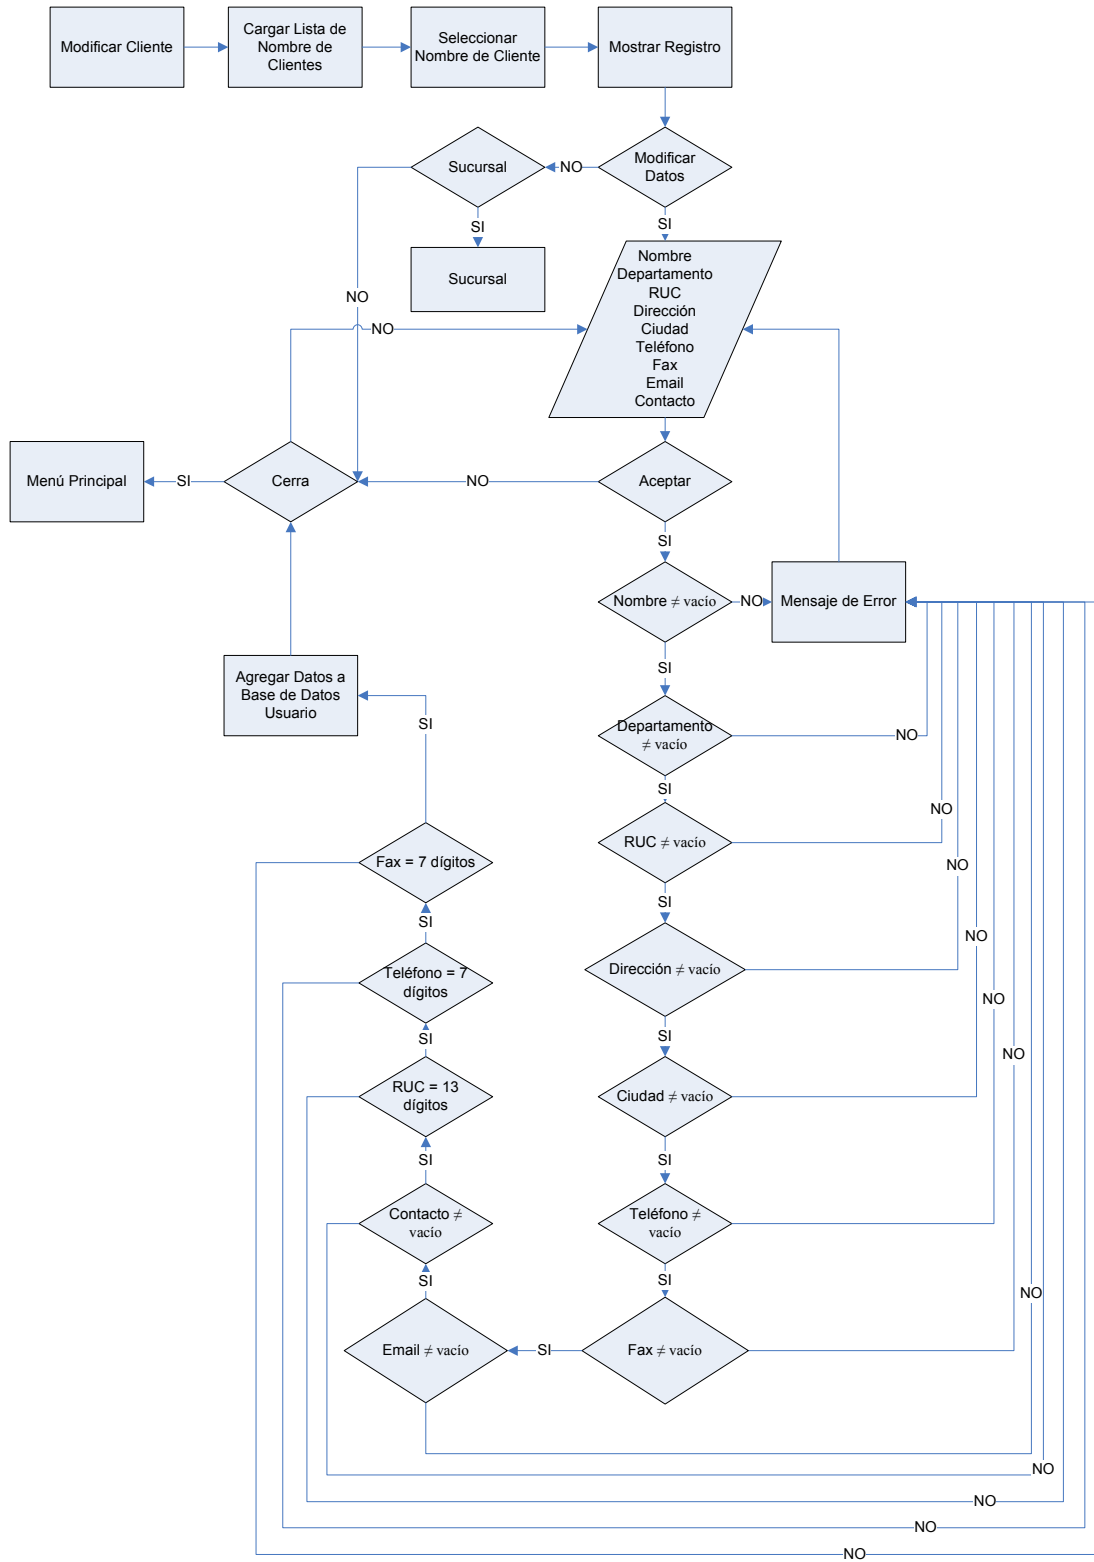 Modificar Cliente
Cargar Lista de
Nombre de
Clientes
Seleccionar
Nombre de Cliente
Mostrar Registro
Sucursal
NO
Modificar
Datos
SI
SI
Sucursal
Nombre
Departamento
RUC
Dirección
Ciudad
Teléfono
Fax
Email
Contacto
NO
NO
Menú Principal
SI
Cerra
NO
Aceptar
SI
Nombre ≠ vacío
NO
Mensaje de Error
SI
Agregar Datos a
Base de Datos
Usuario
SI
Departamento
≠ vacío
NO
SI
NO
RUC ≠ vacío
Fax = 7 dígitos
NO
SI
SI
NO
Dirección ≠ vacío
Teléfono = 7
dígitos
NO
SI
SI
NO
RUC = 13
dígitos
Ciudad ≠ vacío
SI
SI
Contacto ≠
vacío
Teléfono ≠
vacío
SI
SI
NO
Email ≠ vacío
SI
Fax ≠ vacío
NO
NO
NO
NO